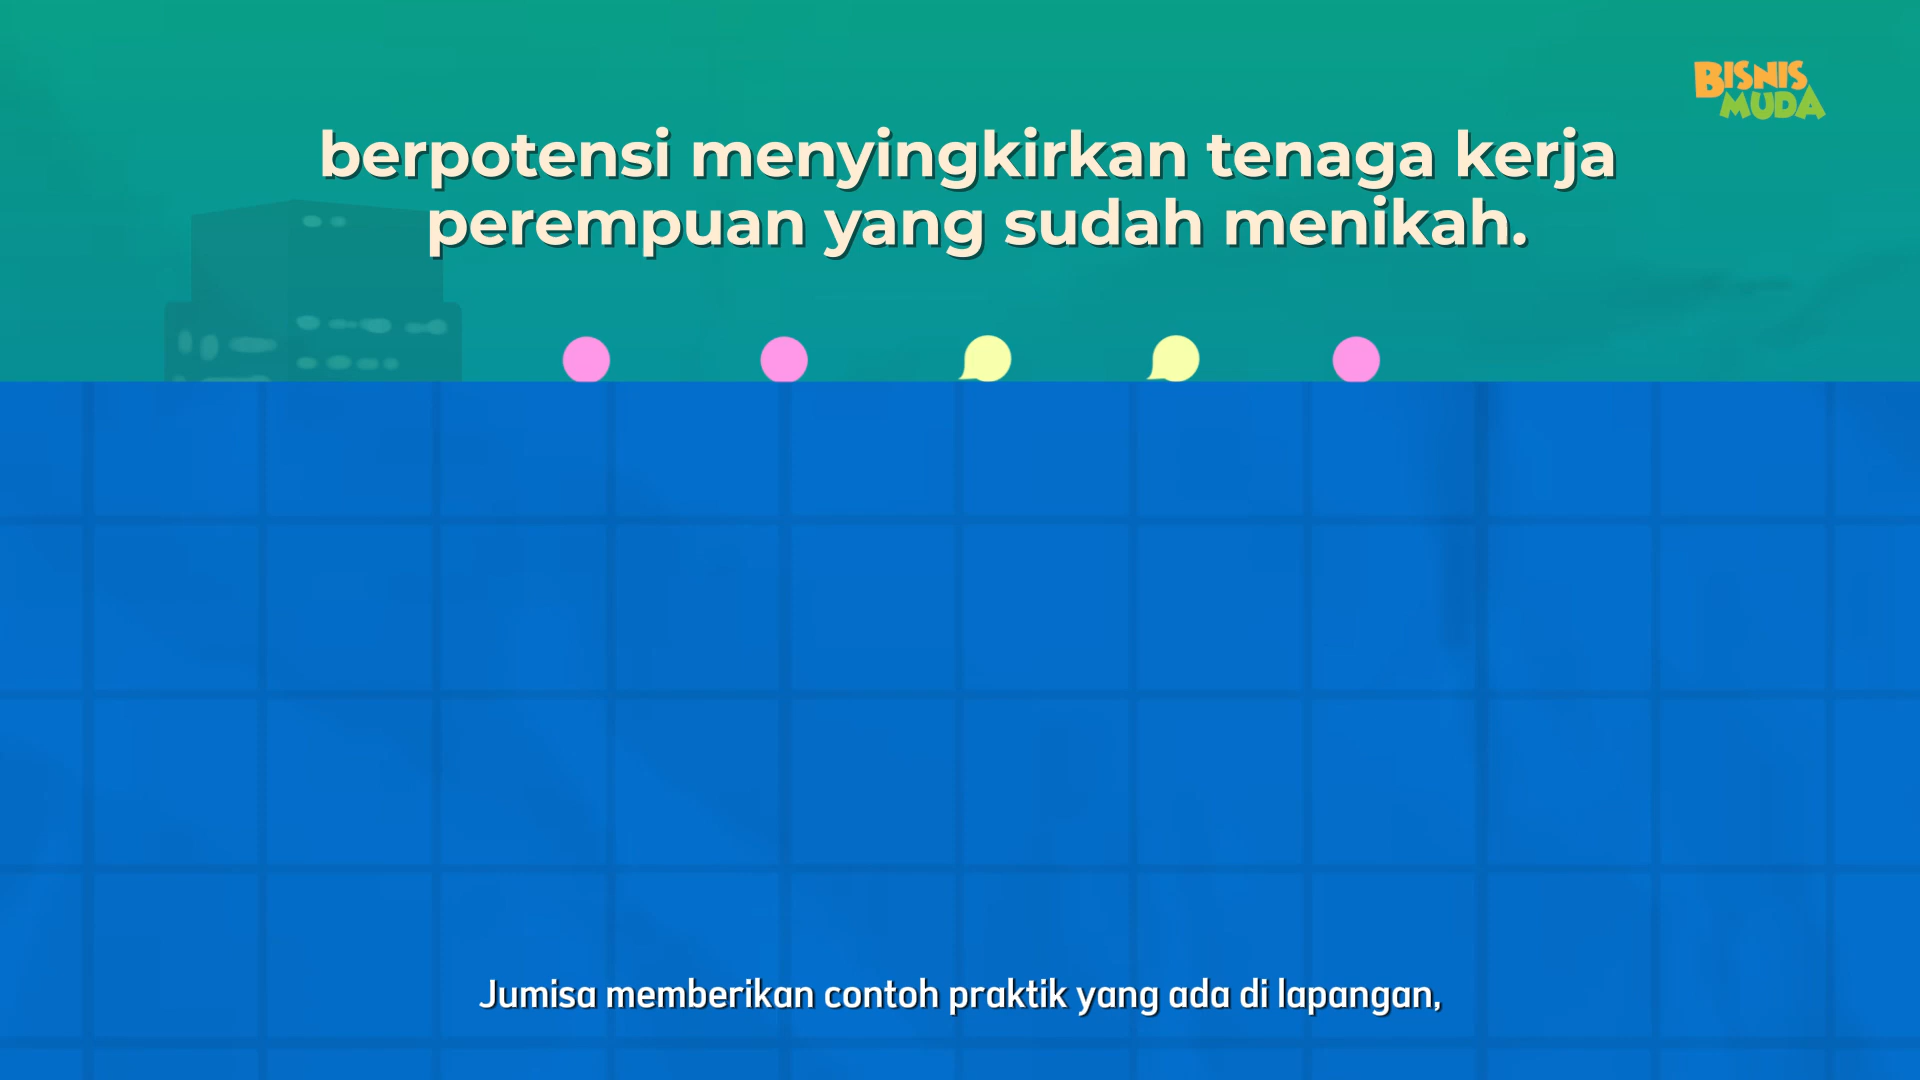 BISNIS
MUDA
berpotensi menyingkirkan tenaga kerja
perempuan yang sudah menikah.
Jumisa memberikan contoh praktik yang ada di lapangan,